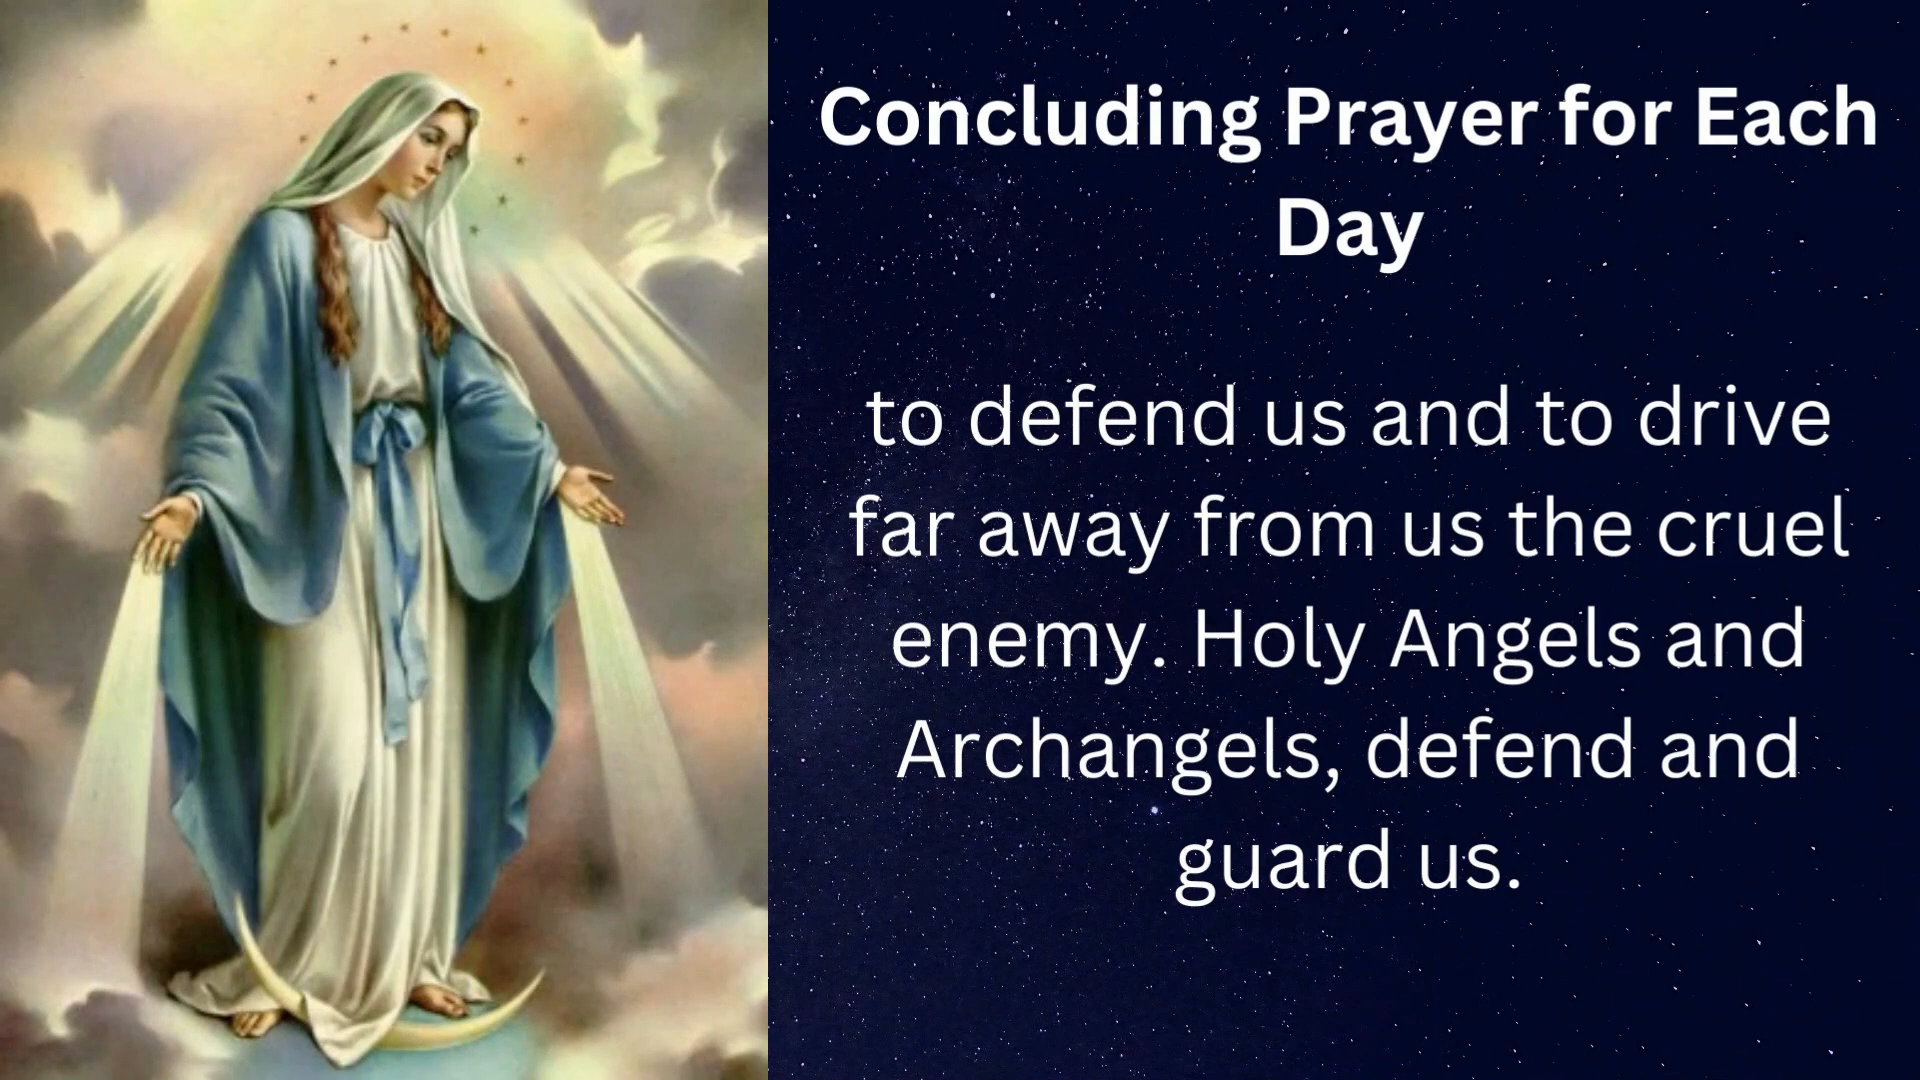 Concluding Prayer for Each
Day
to defend us and to drive
far away from us the cruel
enemy. Holy Angels and
Archangels, defend and
guard us.